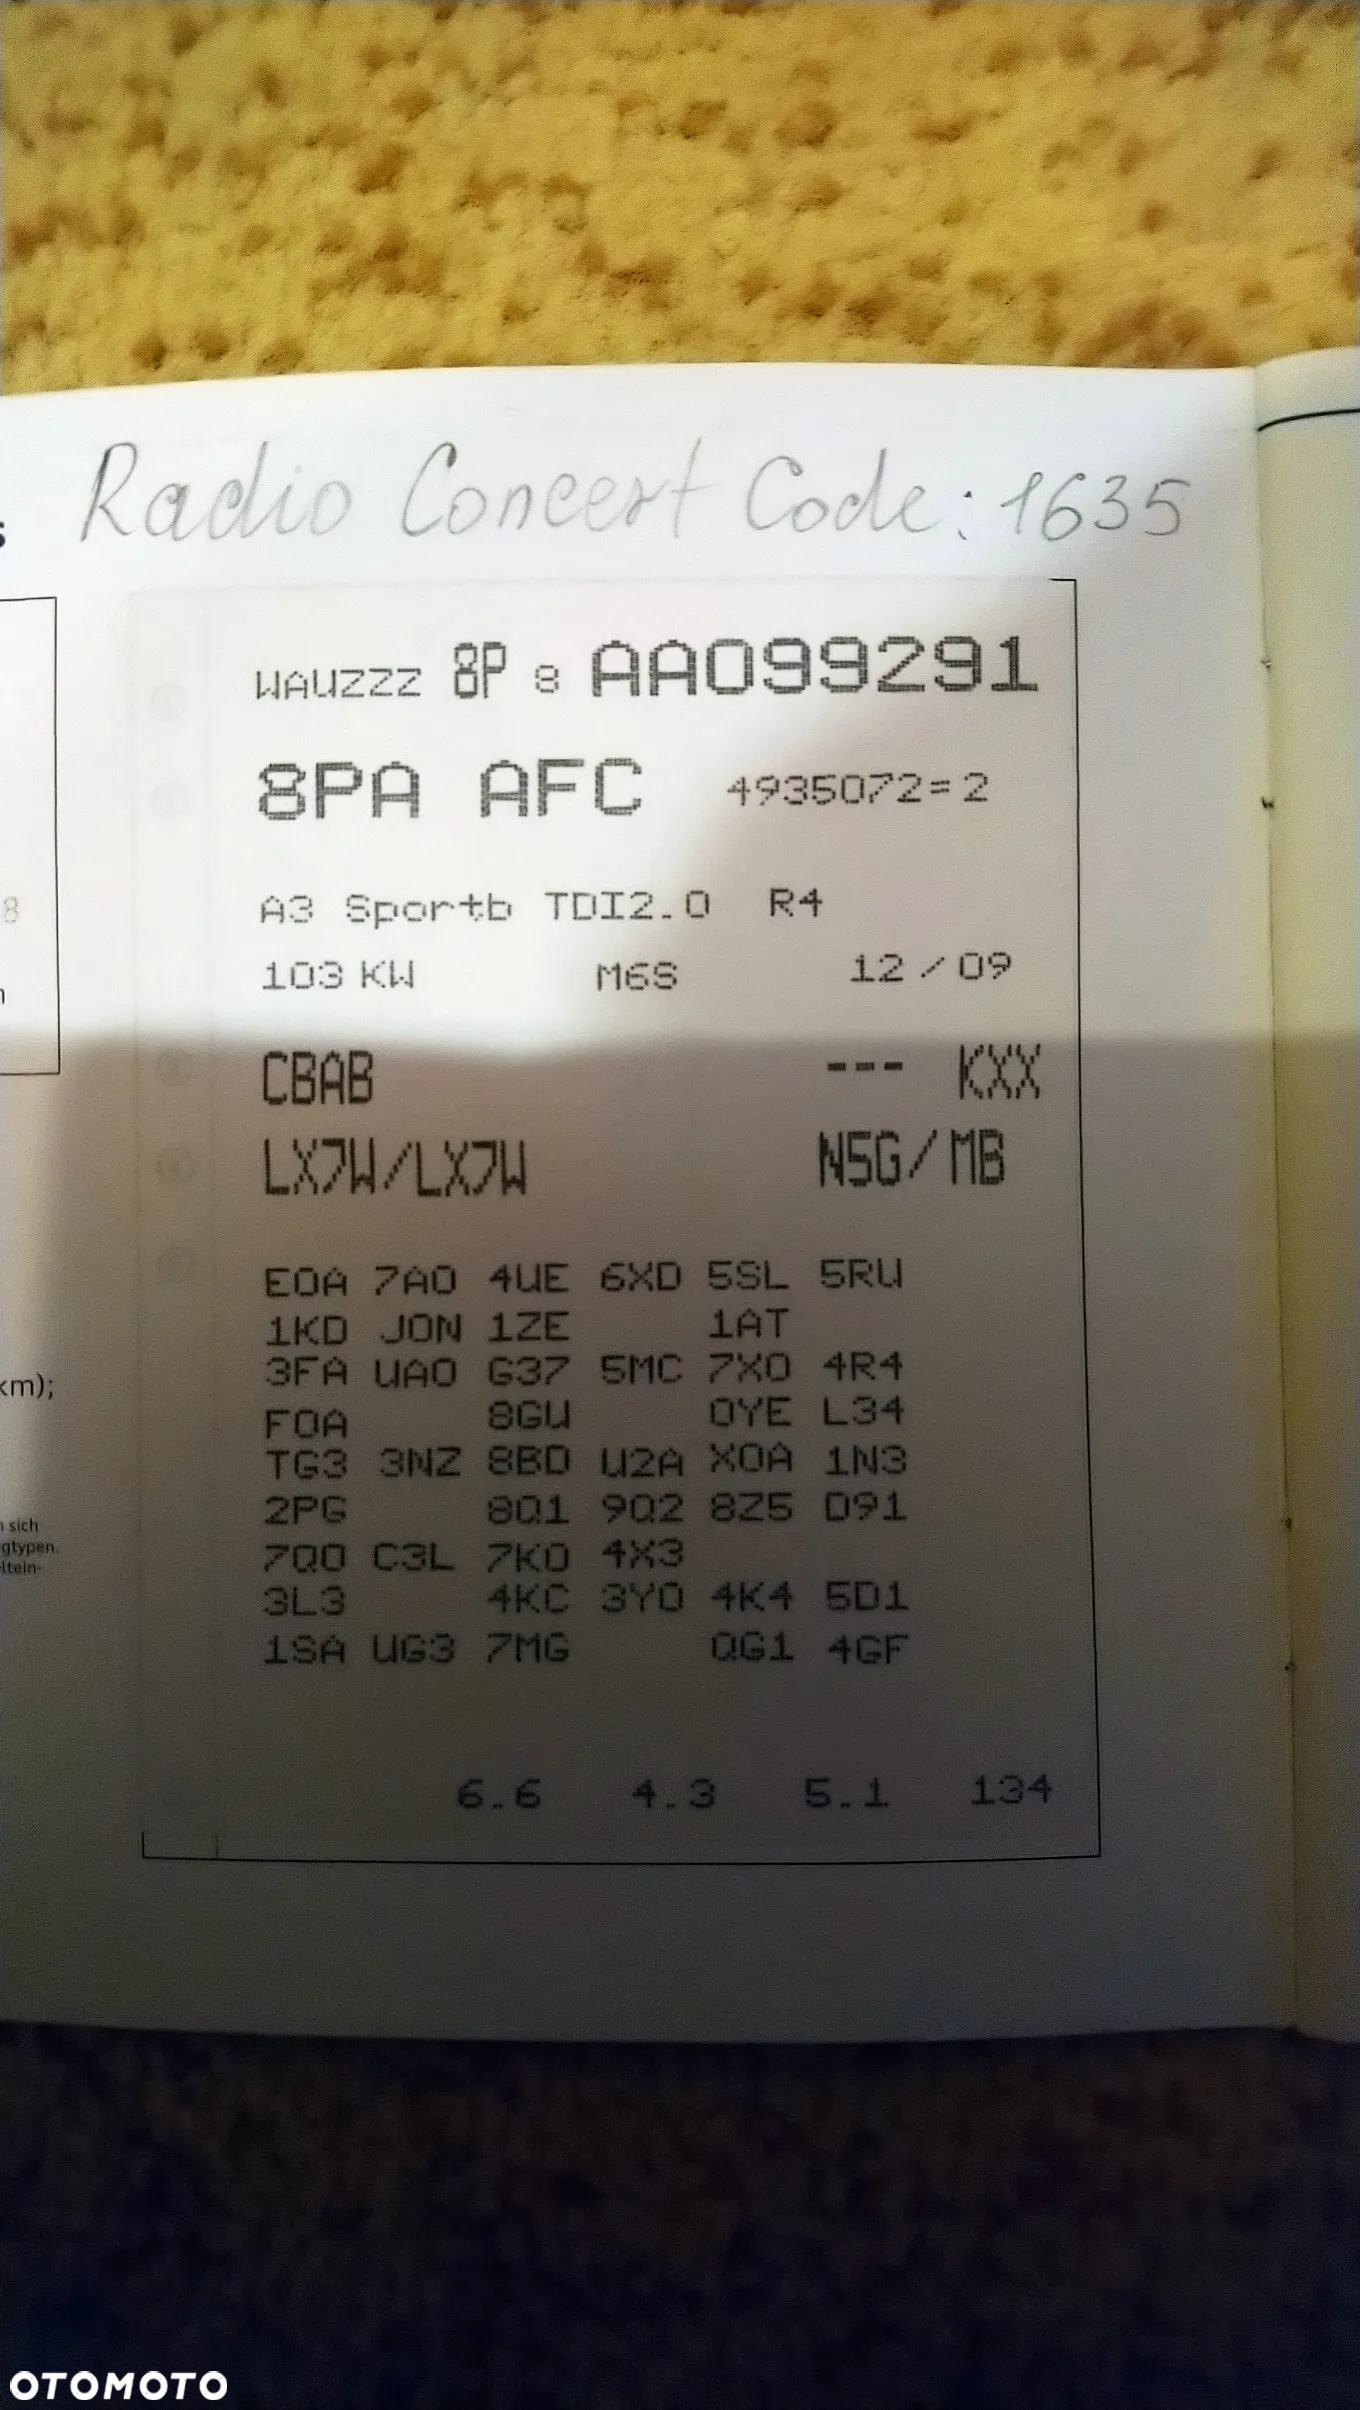 Radio Concert Code: 1635
WAUZZZ 8P 8 AA099291
8PA AFC 4935072=2
A3 Sportb TDI2.0 R4
103 KW M6S 12/09
CBAB --- KXX
LX7W/LX7W N5G/MB
8
km);
E0A 7A0 4UE 6XD 5SL 5RU
1KD J0N 1ZE 1AT
3FA UA0 G37 5MC 7X0 4R4
F0A 8GU 0YE L34
TG3 3NZ 8BD U2A X0A 1N3
2PG 8Q1 9Q2 8Z5 D91
sich
gtypen.
ltein-
7Q0 C3L 7K0 4X3
3L3 4KC 3Y0 4K4 5D1
1SA UG3 7MG QG1 4GF
6.6 4.3 5.1 134
OTOMOTO